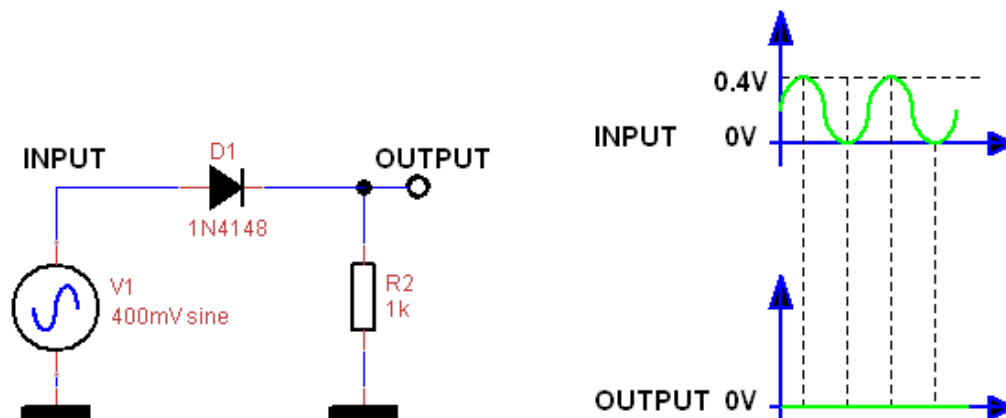 INPUT
D1
OUTPUT
1N4148
V1
400mV sine
R2
1k
0.4V
INPUT 0V
OUTPUT 0V